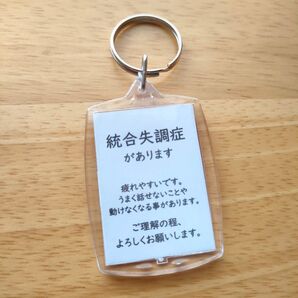 統合失調症
があります
疲れやすいです。
うまく話せないことや
動けなくなる事があります。
ご理解の程、
よろしくお願いします。